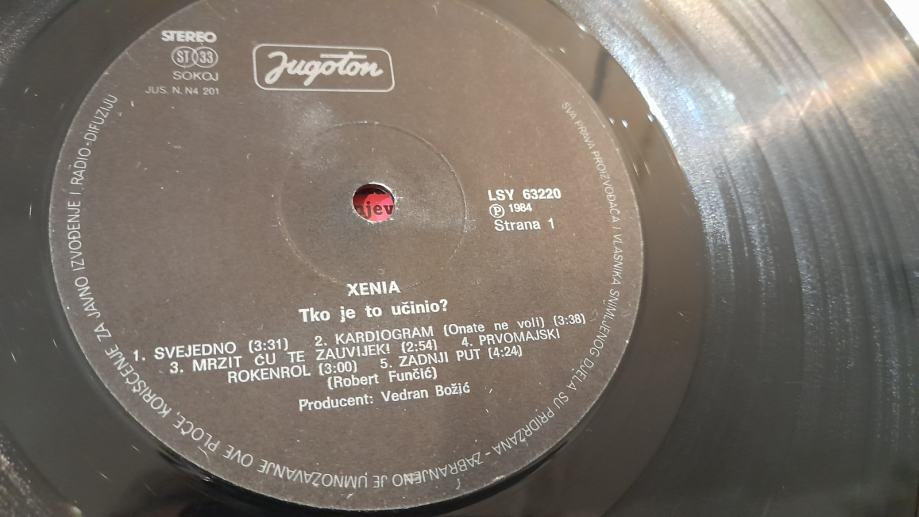 STEREO
ST 33
SOKOJ
JUS. N. N4 201
Jugoton
LSY 63220
Ⓟ 1984
Strana 1
njev
XENIA
Tko je to učinio?
1. SVEJEDNO (3:31) 2. KARDIOGRAM (Onate ne voli) (3:38)
3. MRZIT ĆU TE ZAUVIJEK! (2:54) 4. PRVOMAJSKI
ROKENROL (3:00) 5. ZADNJI PUT (4:24)
(Robert Funčić)
Producent: Vedran Božić
SVA PRAVA PROIZVOĐAČA I VLASNIKA SNIMLJENOG DJELA SU PRIDRŽANA - ZABRANJENO JE UMNOŽAVANJE OVE PLOČE, KORIŠĆENJE ZA JAVNO IZVOĐENJE I RADIO-DIFUZIJU